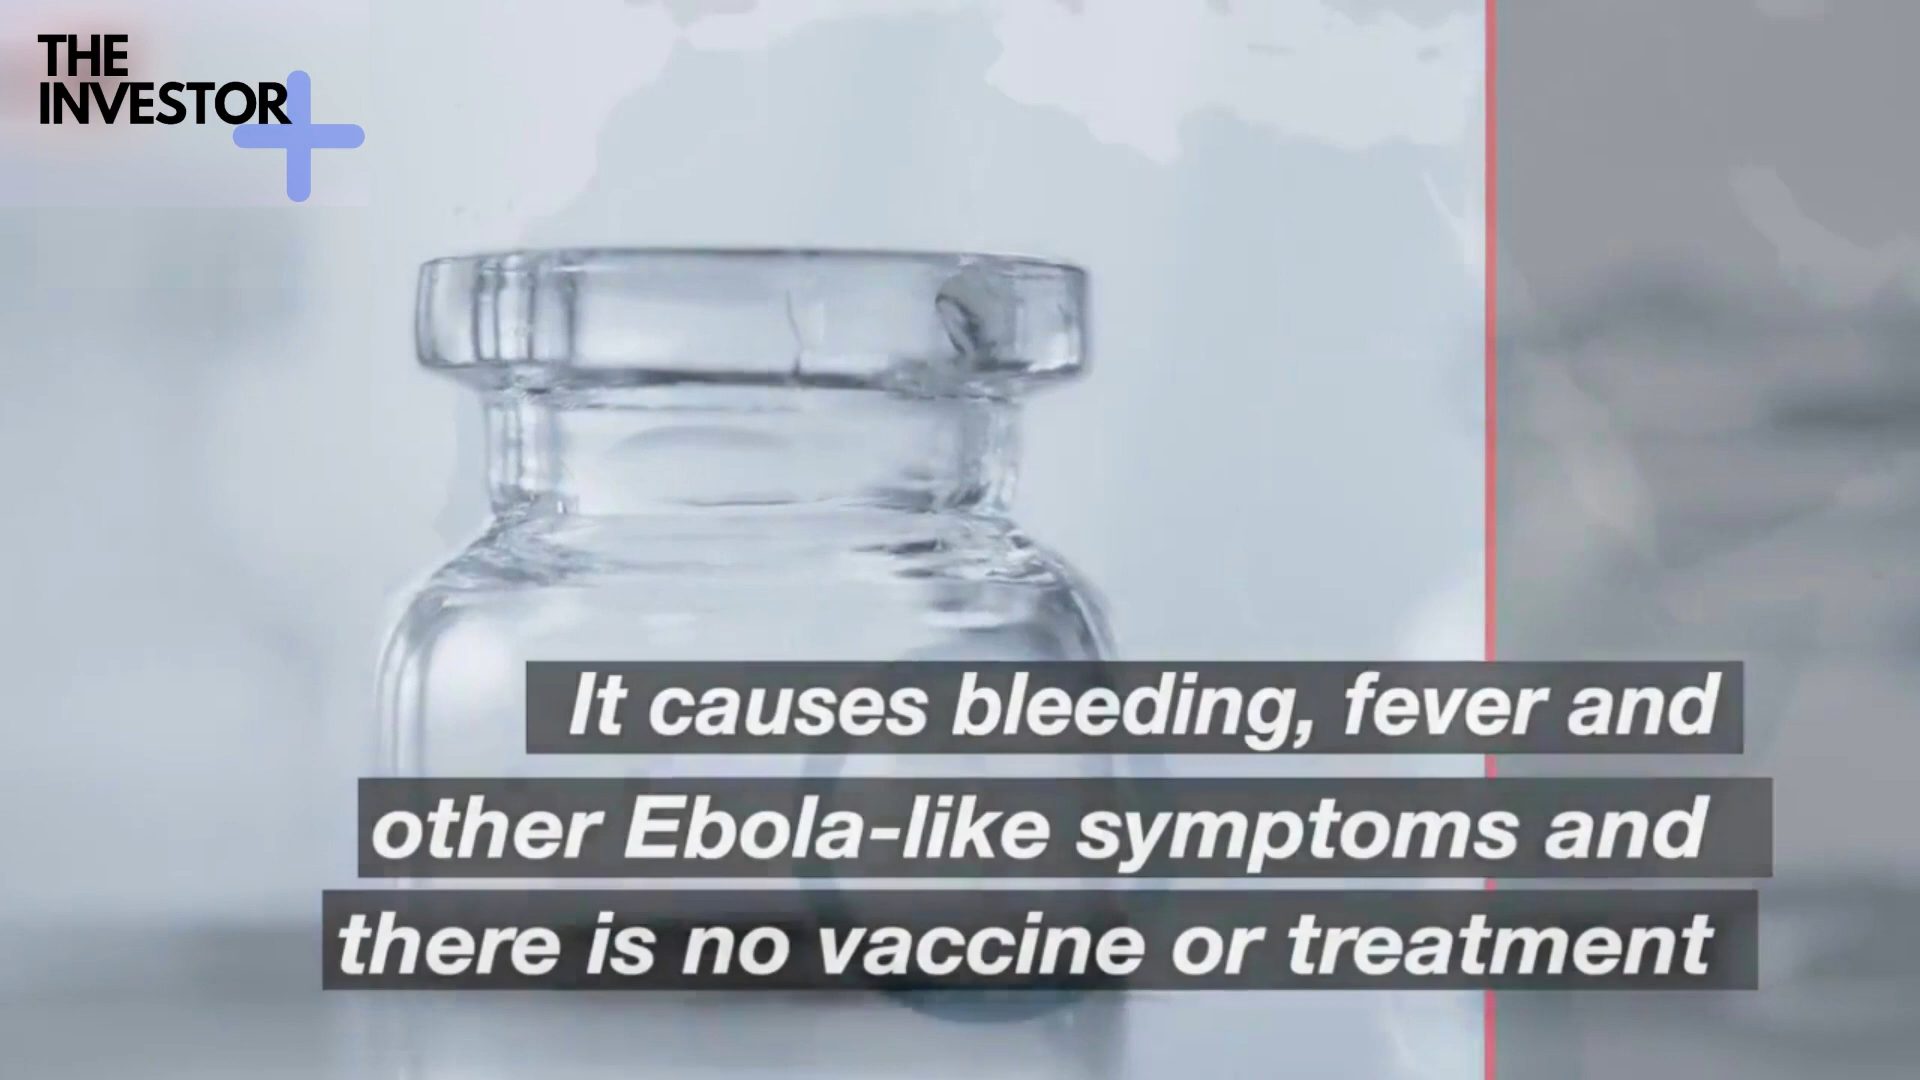 THE
INVESTOR
It causes bleeding, fever and
other Ebola-like symptoms and
there is no vaccine or treatment